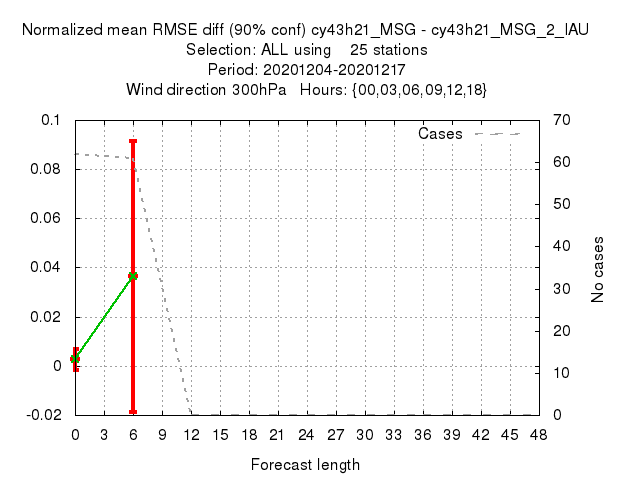 Normalized mean RMSE diff (90% conf) cy43h21_MSG - cy43h21_MSG_2_IAU
Selection: ALL using    25 stations
Period: 20201204-20201217
Wind direction 300hPa   Hours: {00,03,06,09,12,18}
Cases
0.1
0.08
0.06
0.04
0.02
0
-0.02
70
60
50
40
30
20
10
0
No cases
0 3 6 9 12 15 18 21 24 27 30 33 36 39 42 45 48
Forecast length